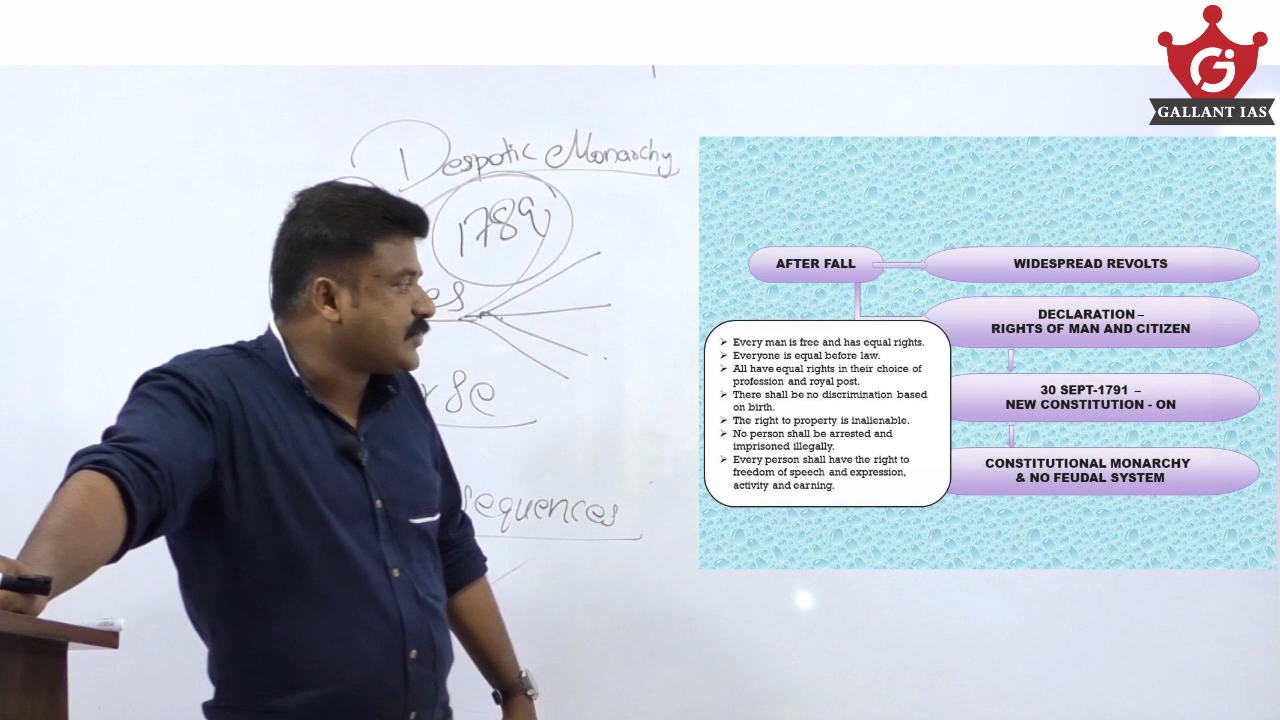 GALLANT IAS
Despotic Monarchy
1789
es
rse
sequences
AFTER FALL
WIDESPREAD REVOLTS
DECLARATION –
RIGHTS OF MAN AND CITIZEN
➢ Every man is free and has equal rights.
➢ Everyone is equal before law.
➢ All have equal rights in their choice of
profession and royal post.
➢ There shall be no discrimination based
on birth.
➢ The right to property is inalienable.
➢ No person shall be arrested and
imprisoned illegally.
➢ Every person shall have the right to
freedom of speech and expression,
activity and earning.
30 SEPT-1791 –
NEW CONSTITUTION - ON
CONSTITUTIONAL MONARCHY
& NO FEUDAL SYSTEM